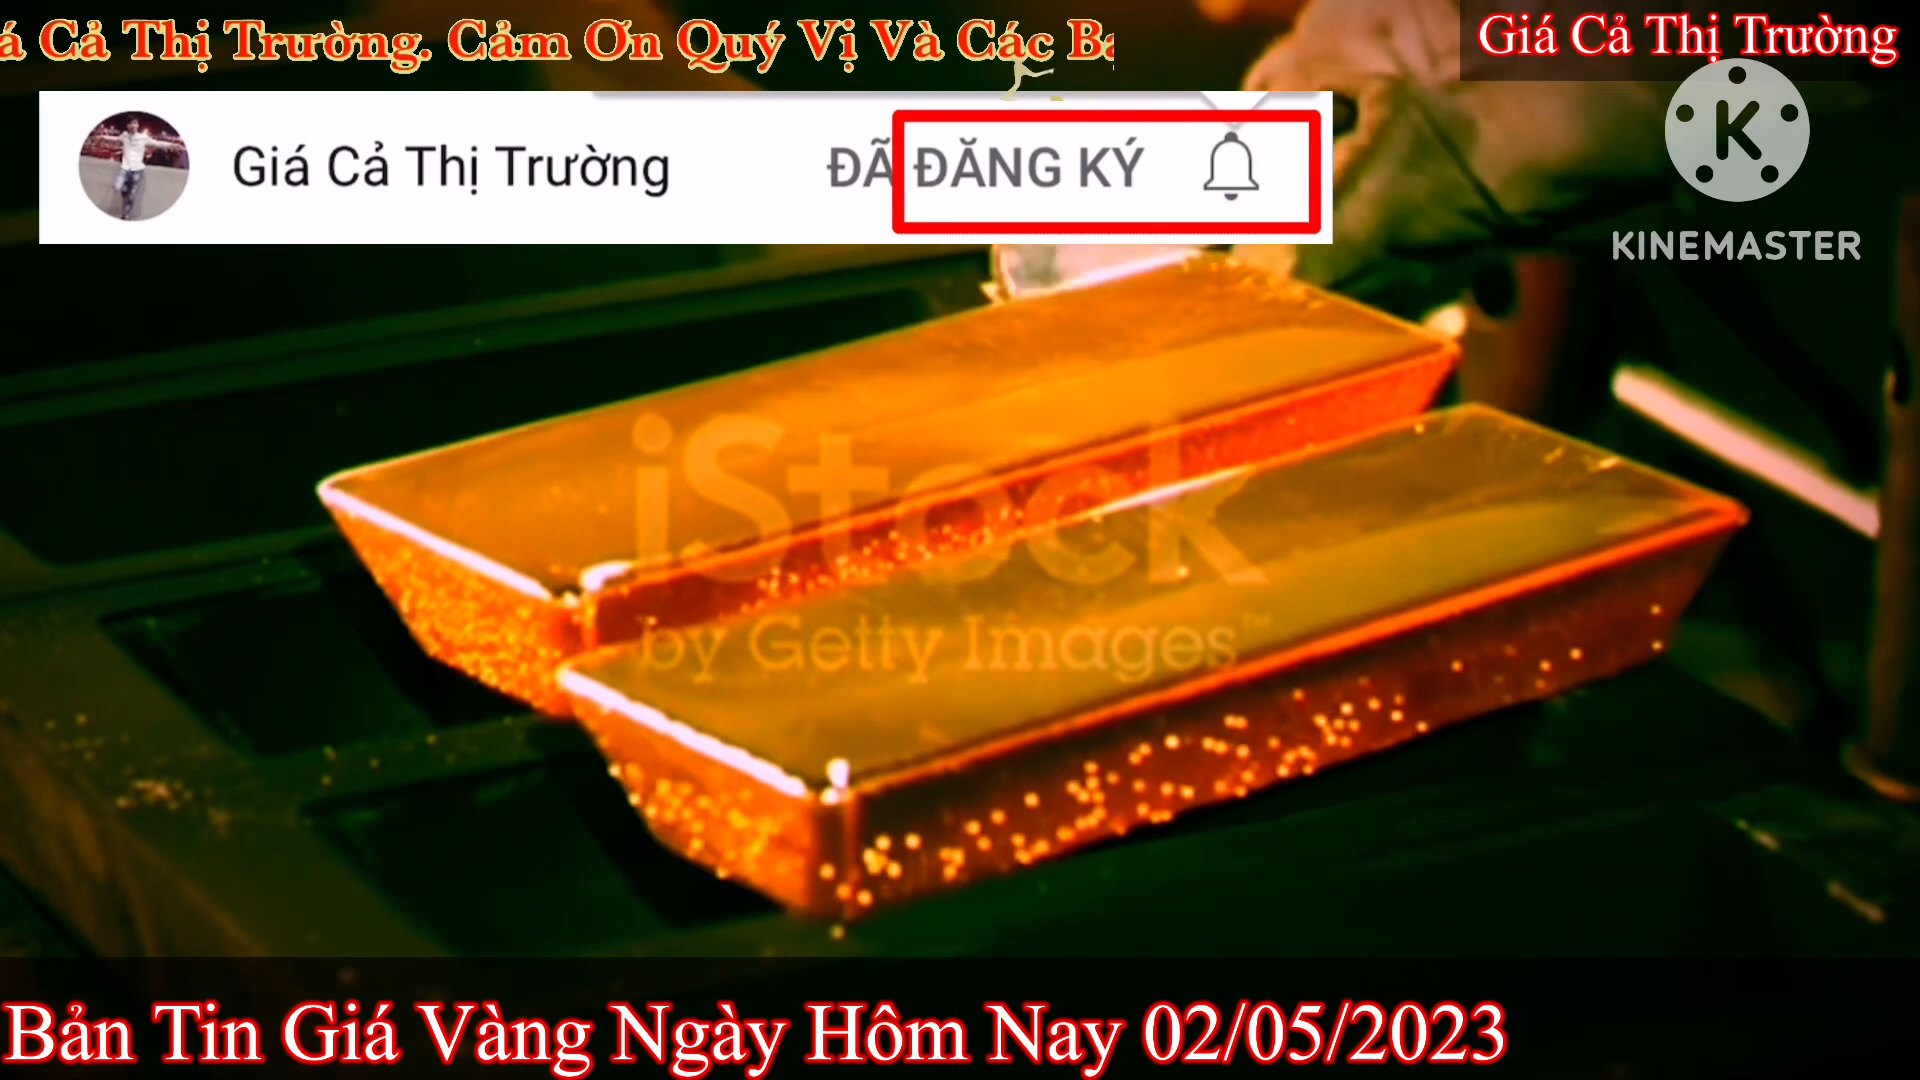 á Cả Thị Trường. Cảm Ơn Quý Vị Và Các
Giá Cả Thị Trường
Giá Cả Thị Trường
ĐÃ ĐĂNG KÝ
K
KINEMASTER
iStock
by Getty Images™
Bản Tin Giá Vàng Ngày Hôm Nay 02/05/2023